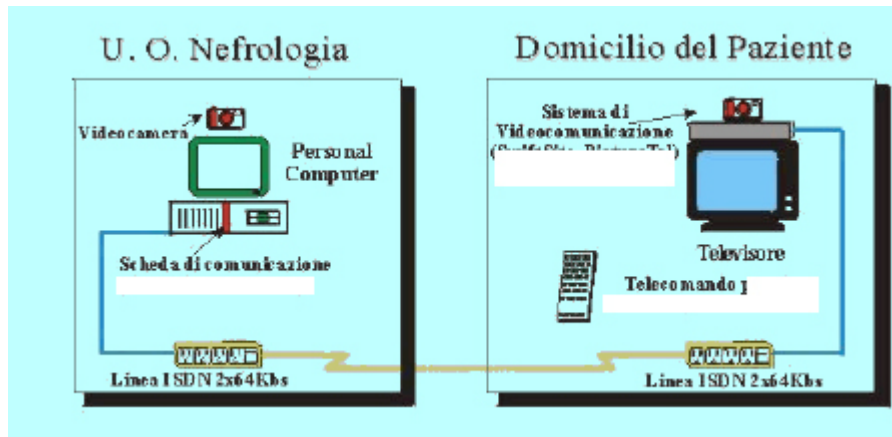 U. O. Nefrologia
Videocamera
Personal
Computer
Scheda di comunicazione
Linea ISDN 2x64Kbs
Domicilio del Paziente
Sistema di
Videocomunicazione
Televisore
Telecomando
Linea ISDN 2x64Kbs